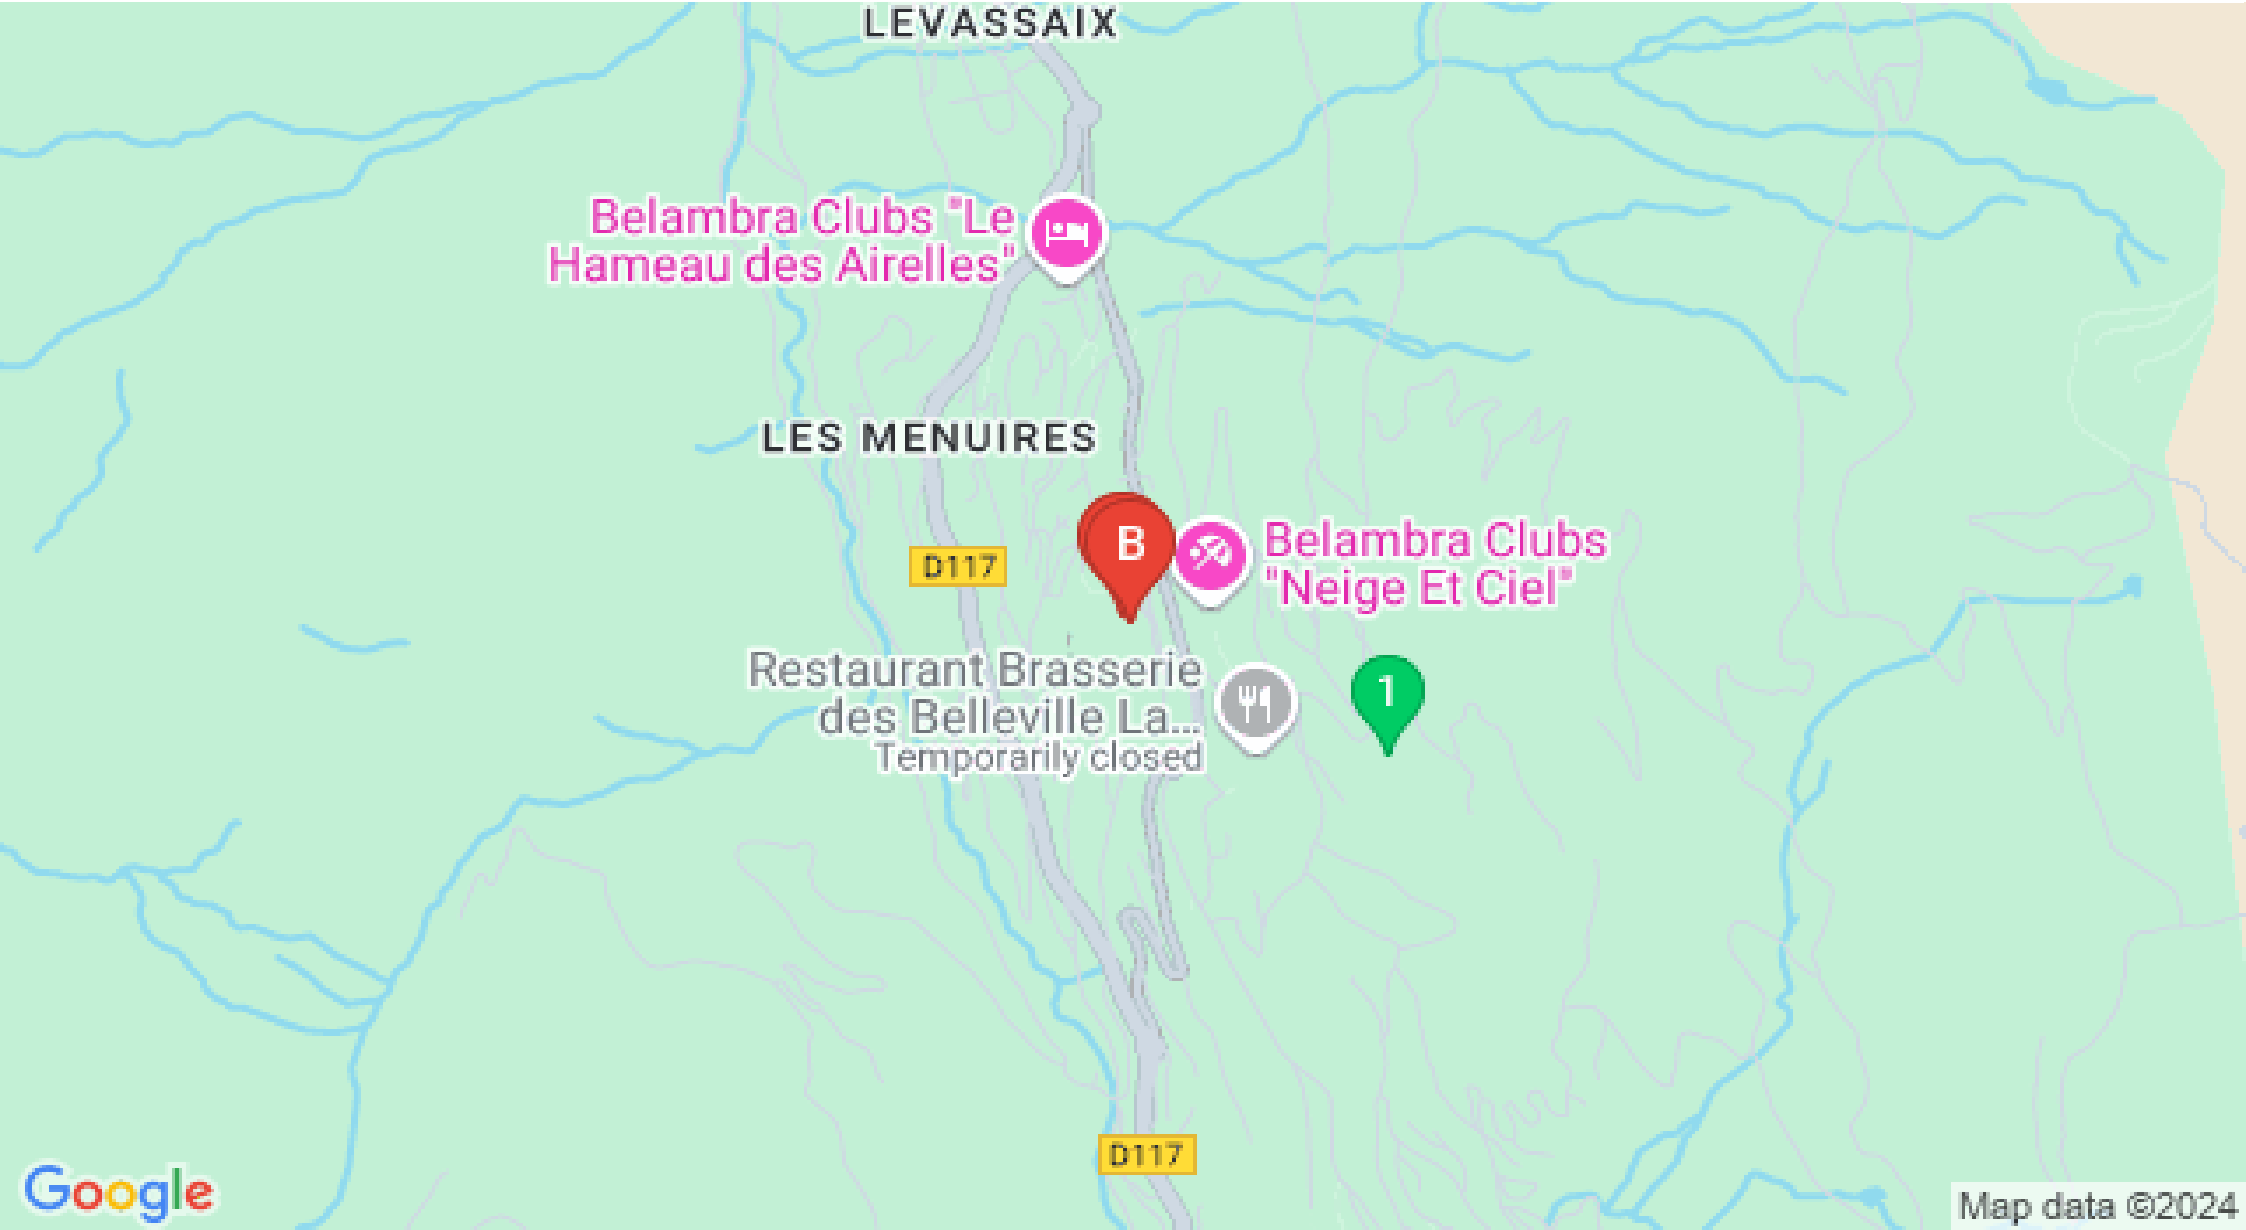 LEVASSAIX
Belambra Clubs "Le
Hameau des Airelles"
LES MENUIRES
B
Belambra Clubs
"Neige Et Ciel"
D117
Restaurant Brasserie
des Belleville La...
Temporarily closed
1
D117
Google
Map data ©2024